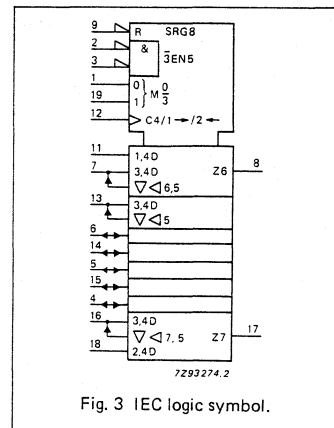 9 R SRG8
2 &
3 3̅EN5
1 0 } M 0/3
19 1
12 C4/1→/2←
11 1,4D
7 3,4D Z6 8
▽ ◁ 6,5
13 3,4D
▽ ◁ 5
6
14
5
15
4
16 3,4D
▽ ◁ 7,5 Z7 17
18 2,4D
7Z93274.2
Fig. 3 IEC logic symbol.